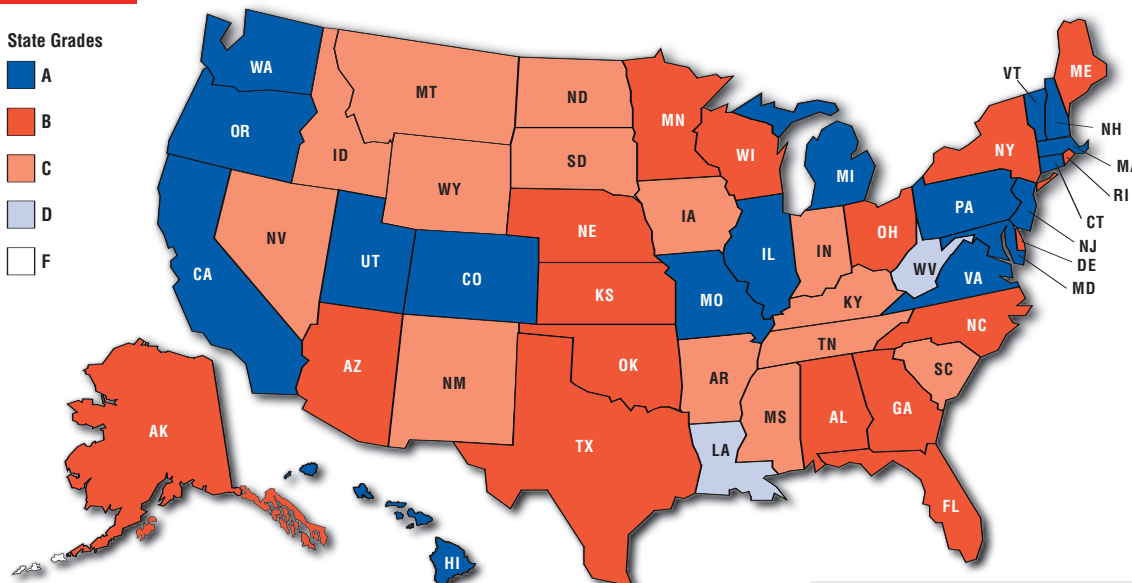 State Grades
A
B
C
D
F
WA
OR
CA
ID
NV
MT
WY
UT
CO
AZ
NM
ND
SD
NE
KS
OK
TX
MN
IA
MO
AR
LA
WI
IL
MI
IN
OH
KY
TN
MS
AL
GA
FL
SC
NC
VA
WV
PA
NY
VT
ME
NH
MA
RI
CT
NJ
DE
MD
AK
HI